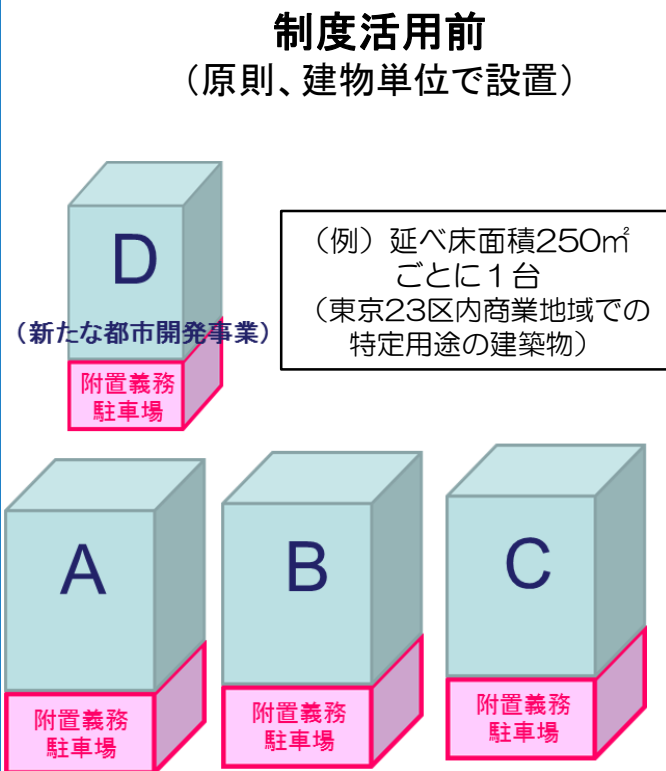 制度活用前
（原則、建物単位で設置）
D
（新たな都市開発事業）
附置義務
駐車場
（例）延べ床面積250㎡
ごとに１台
（東京23区内商業地域での
特定用途の建築物）
A
附置義務
駐車場
B
附置義務
駐車場
C
附置義務
駐車場